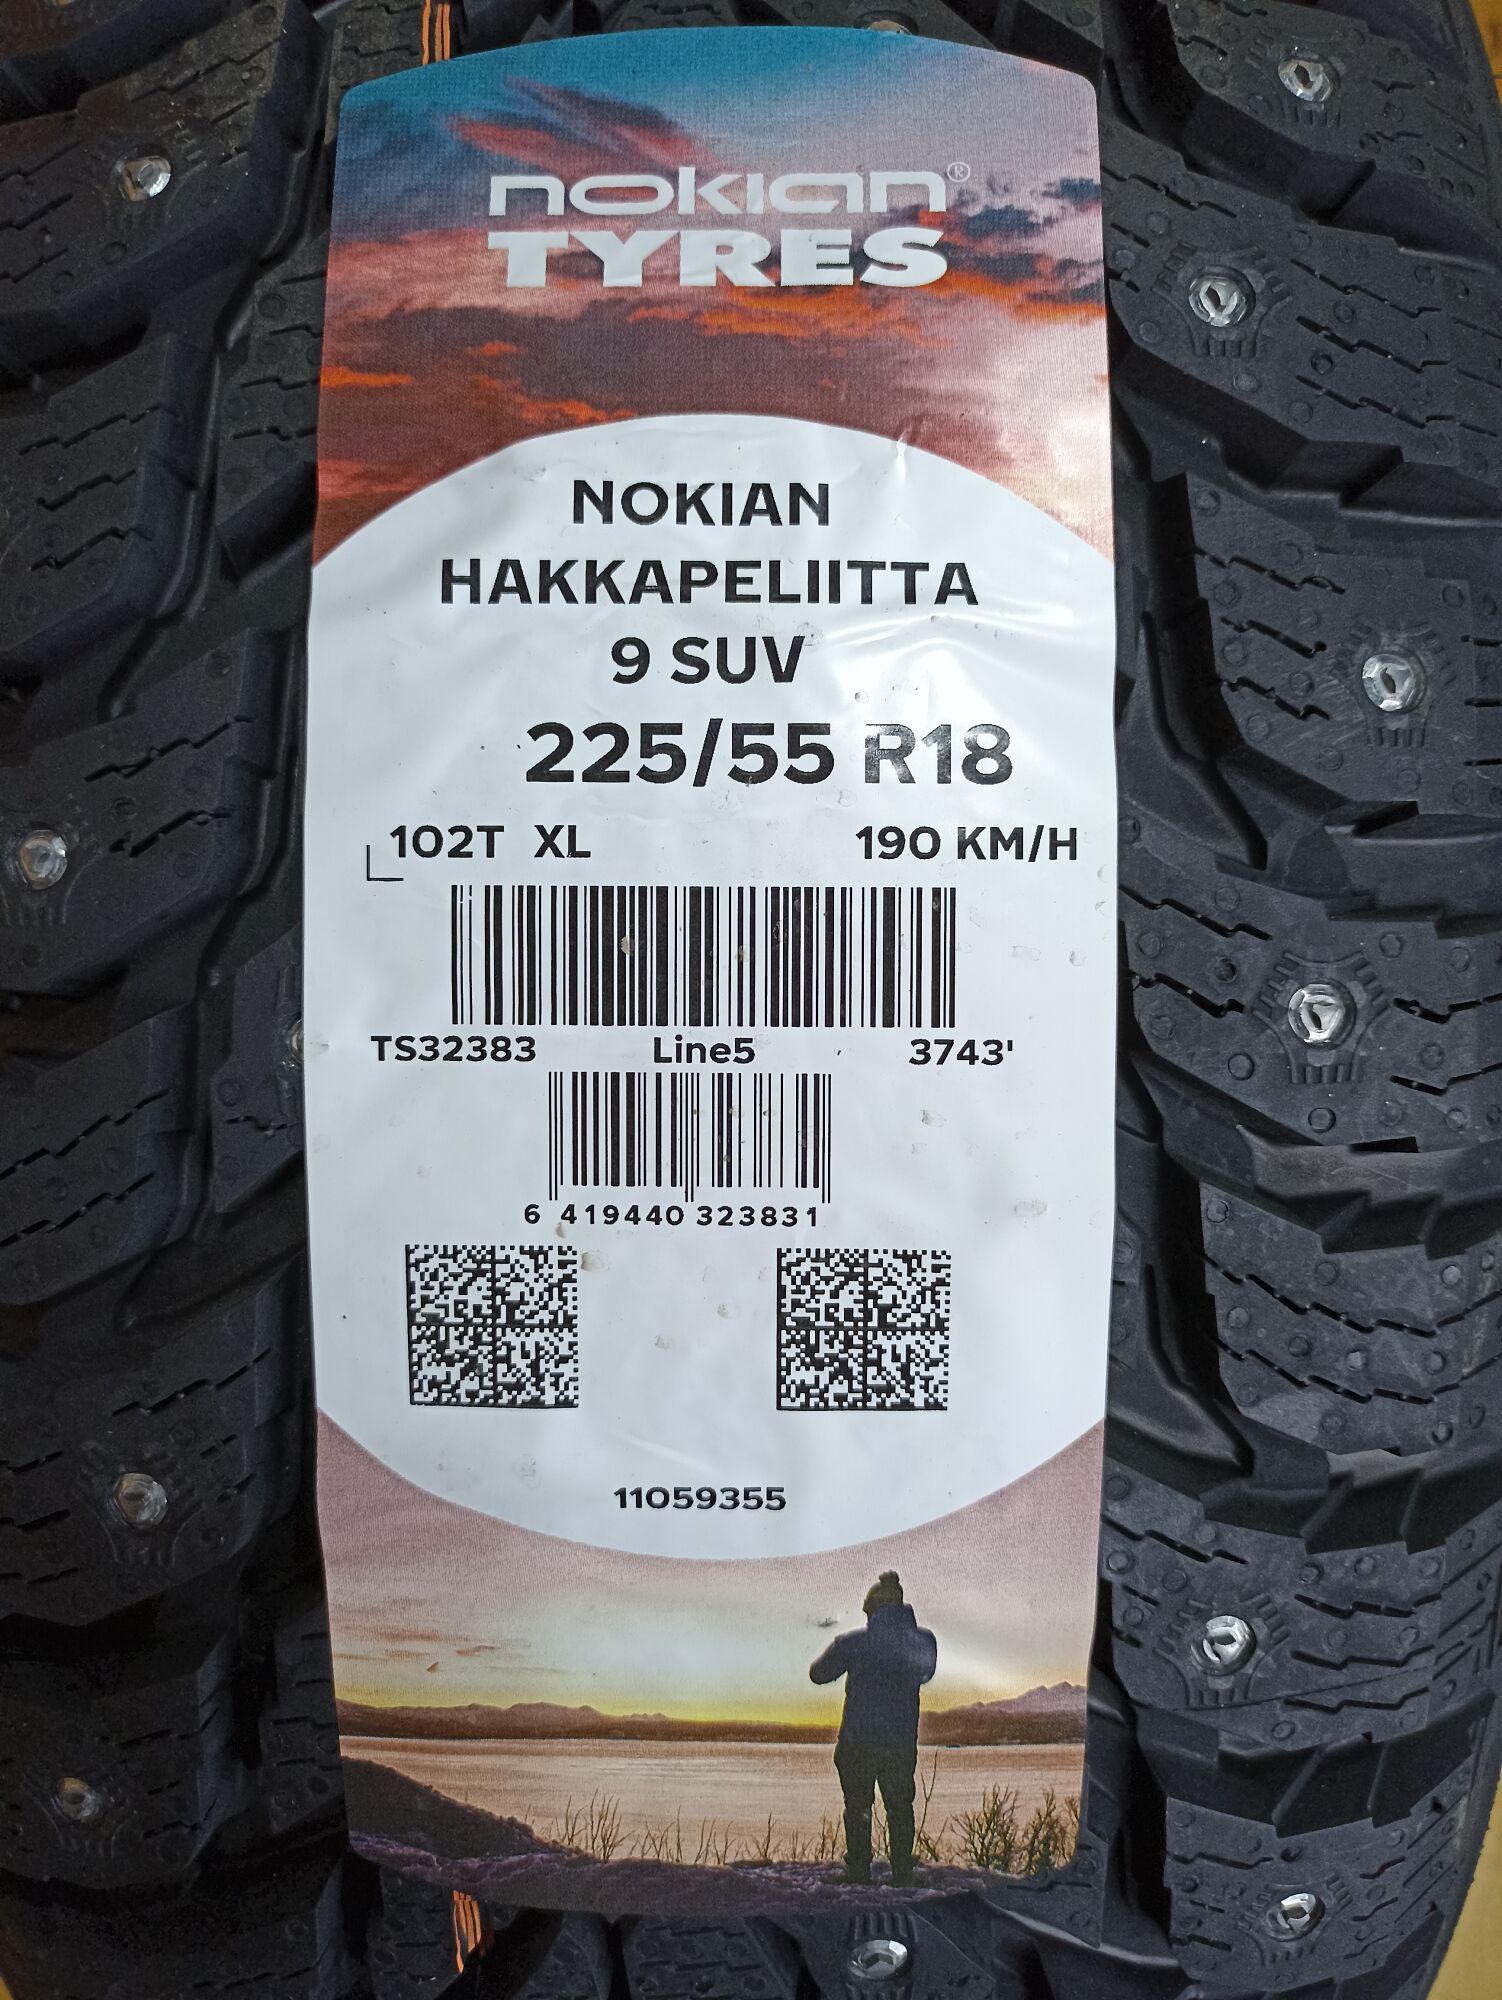 nokian®
TYRES
NOKIAN
HAKKAPELIITTA
9 SUV
225/55 R18
102T XL 190 KM/H
TS32383 Line5 3743'
6 419440 323831
11059355